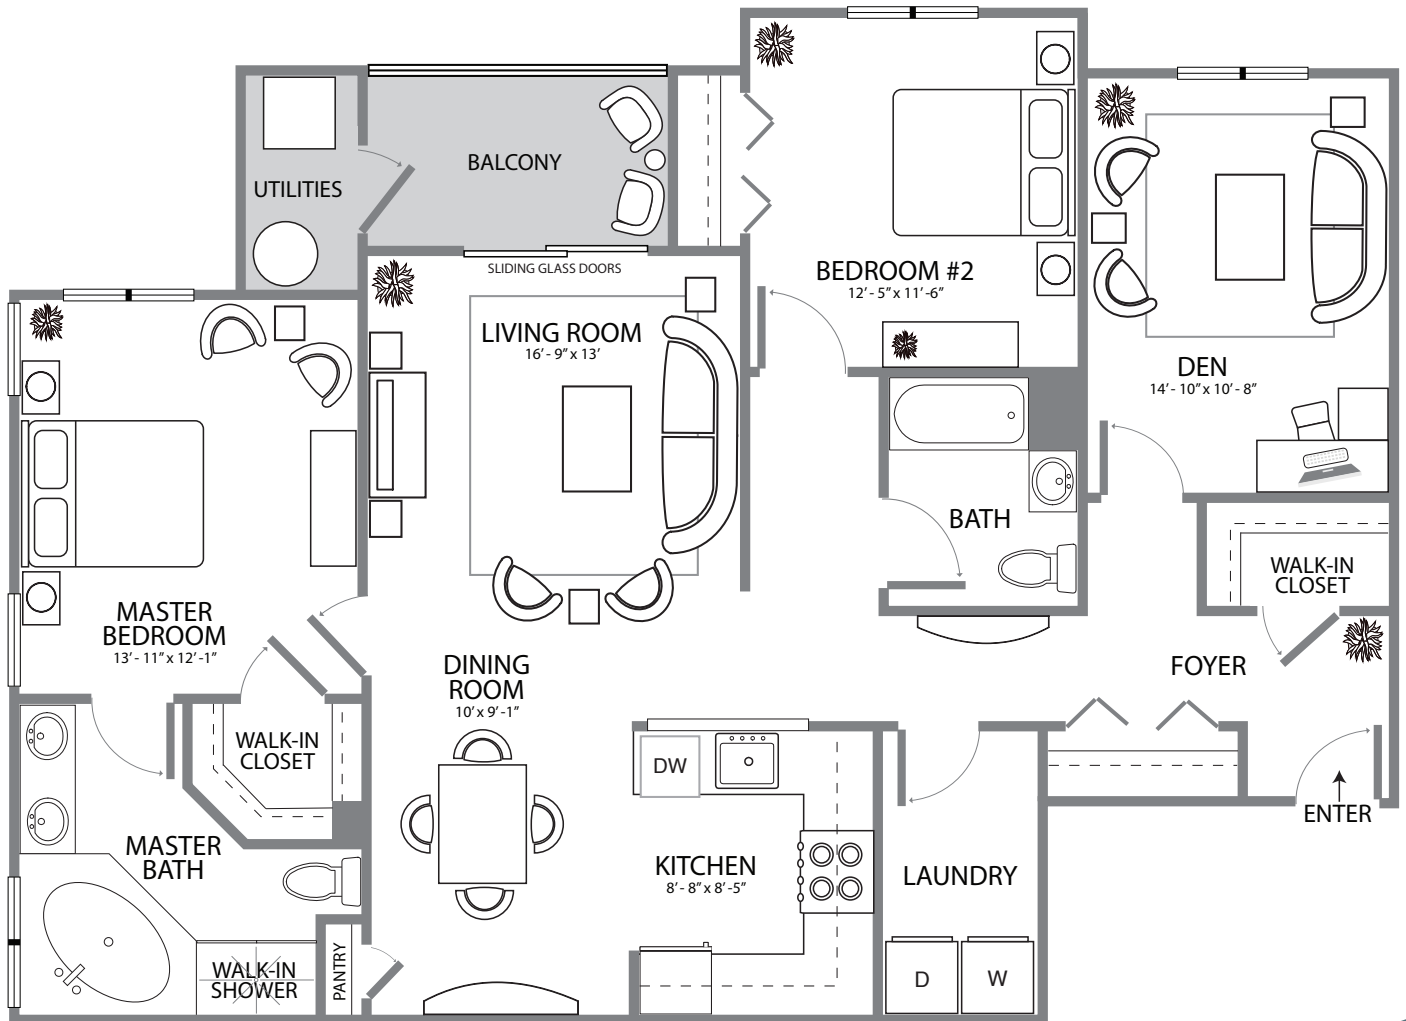 BALCONY
UTILITIES
SLIDING GLASS DOORS
BEDROOM #2
12’ - 5” x 11’ -6”
LIVING ROOM
16’ - 9” x 13’
DEN
14’ - 10” x 10’ - 8”
BATH
WALK-IN
CLOSET
MASTER
BEDROOM
13’ - 11” x 12’ -1”
FOYER
DINING
ROOM
10’ x 9’ -1”
WALK-IN
CLOSET
DW
ENTER
MASTER
BATH
KITCHEN
8’ - 8” x 8’ -5”
LAUNDRY
PANTRY
WALK-IN
SHOWER
D
W